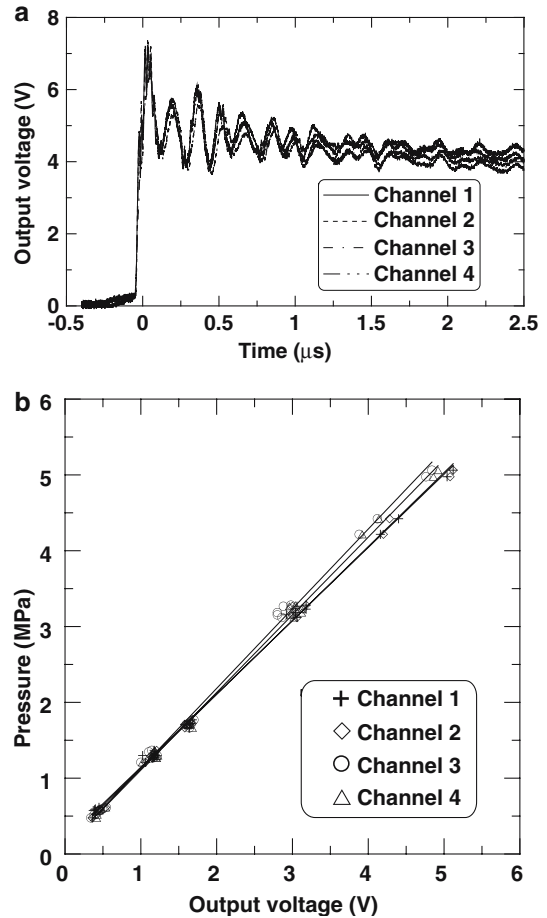 a
8
6
4
2
0
Output voltage (V)
Channel 1
Channel 2
Channel 3
Channel 4
-0.5 0 0.5 1 1.5 2 2.5
Time (μs)
b
6
5
4
3
2
1
0
Pressure (MPa)
Channel 1
Channel 2
Channel 3
Channel 4
0 1 2 3 4 5 6
Output voltage (V)